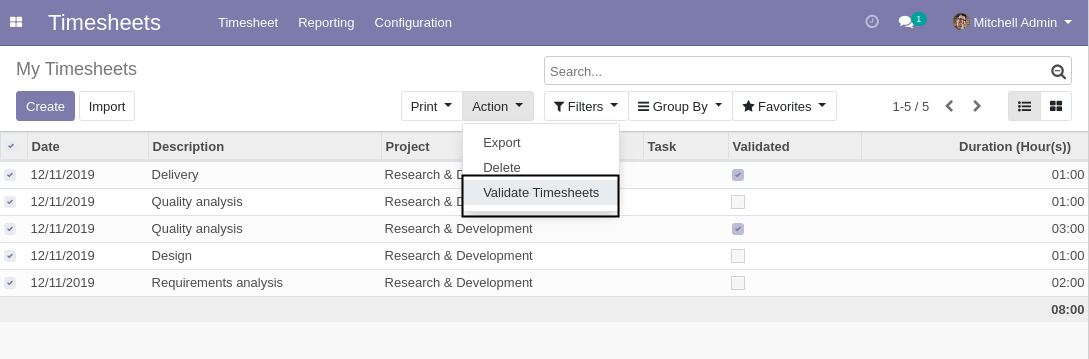 Timesheets Timesheet Reporting Configuration 1 Mitchell Admin
My Timesheets Search...
Create Import Print Action Filters Group By Favorites 1-5 / 5
Export
Delete
Validate Timesheets
Date Description Project Task Validated Duration (Hour(s))
12/11/2019 Delivery Research & D 01:00
12/11/2019 Quality analysis Research & D 01:00
12/11/2019 Quality analysis Research & Development 03:00
12/11/2019 Design Research & Development 01:00
12/11/2019 Requirements analysis Research & Development 02:00
08:00